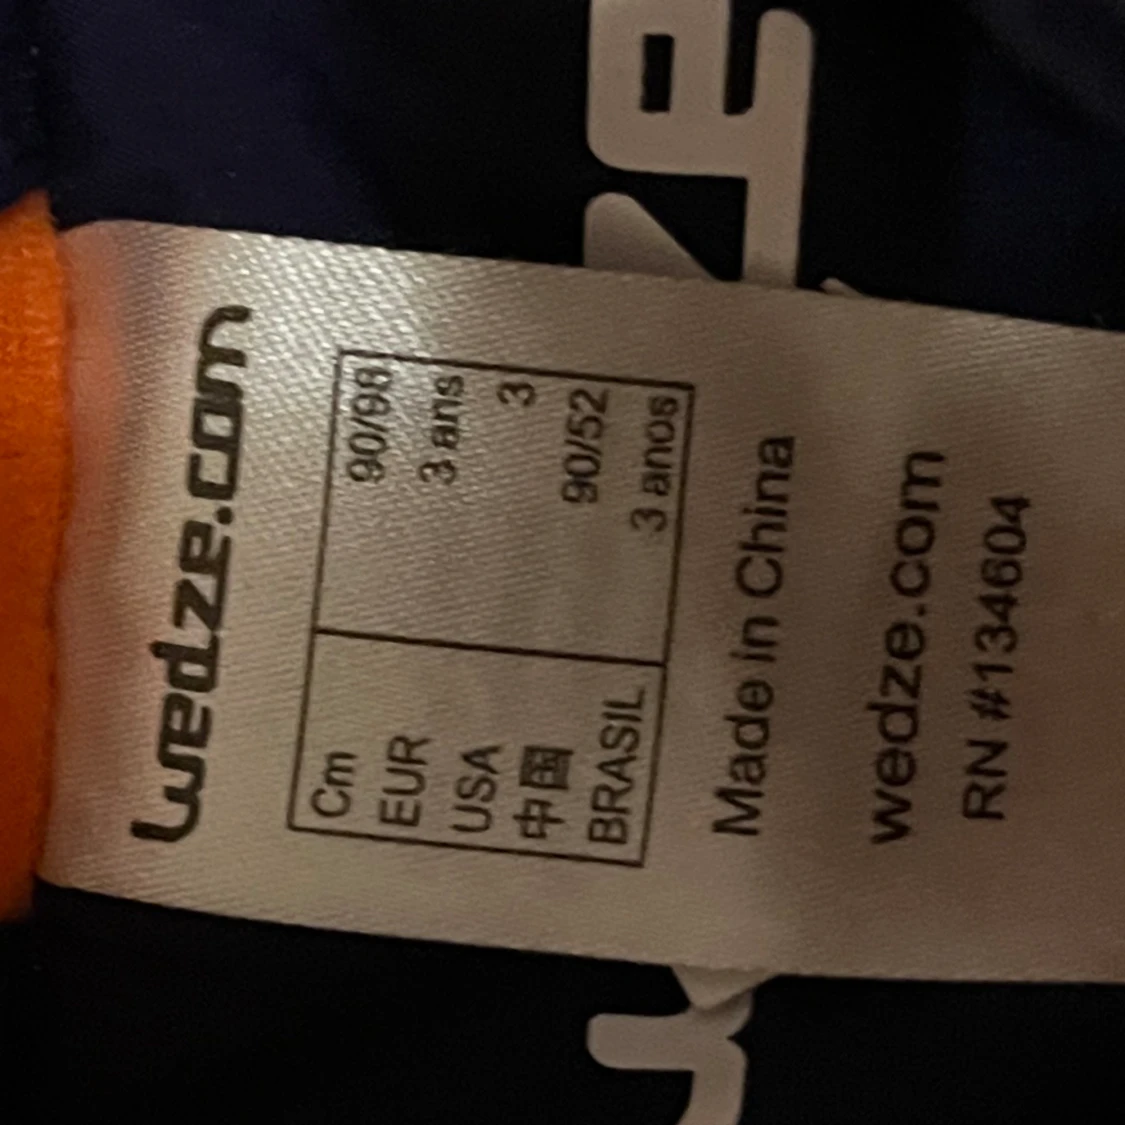 wedze.com
Cm 90/98
EUR 3 ans
USA 3
中国 90/52
BRASIL 3 anos
Made in China
wedze.com
RN #134604